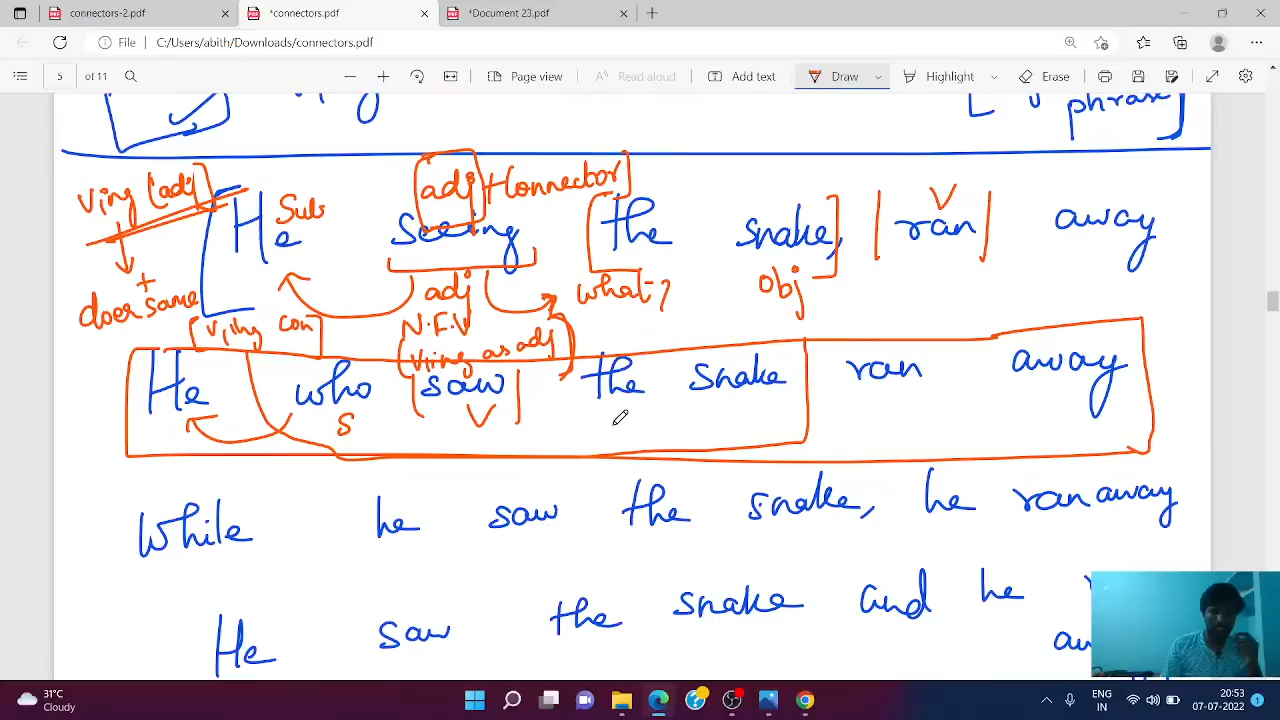 connectors-2.pdf
*connectors.pdf
*Document 23.pdf
File C:/Users/abith/Downloads/connectors.pdf
5 of 11
Page view
Read aloud
Add text
Draw
Highlight
Erase
phrase]
Ving (adj)
Sub
adj + Connector
V
He seeing the snake, ran away
adj
what?
Obj
doer same
N.F.V
(Ving as adj)
[Ving con]
He who saw the snake ran away
S V
While he saw the snake, he ran away
He saw the snake and he
31°C
Cloudy
ENG
IN
20:53
07-07-2022